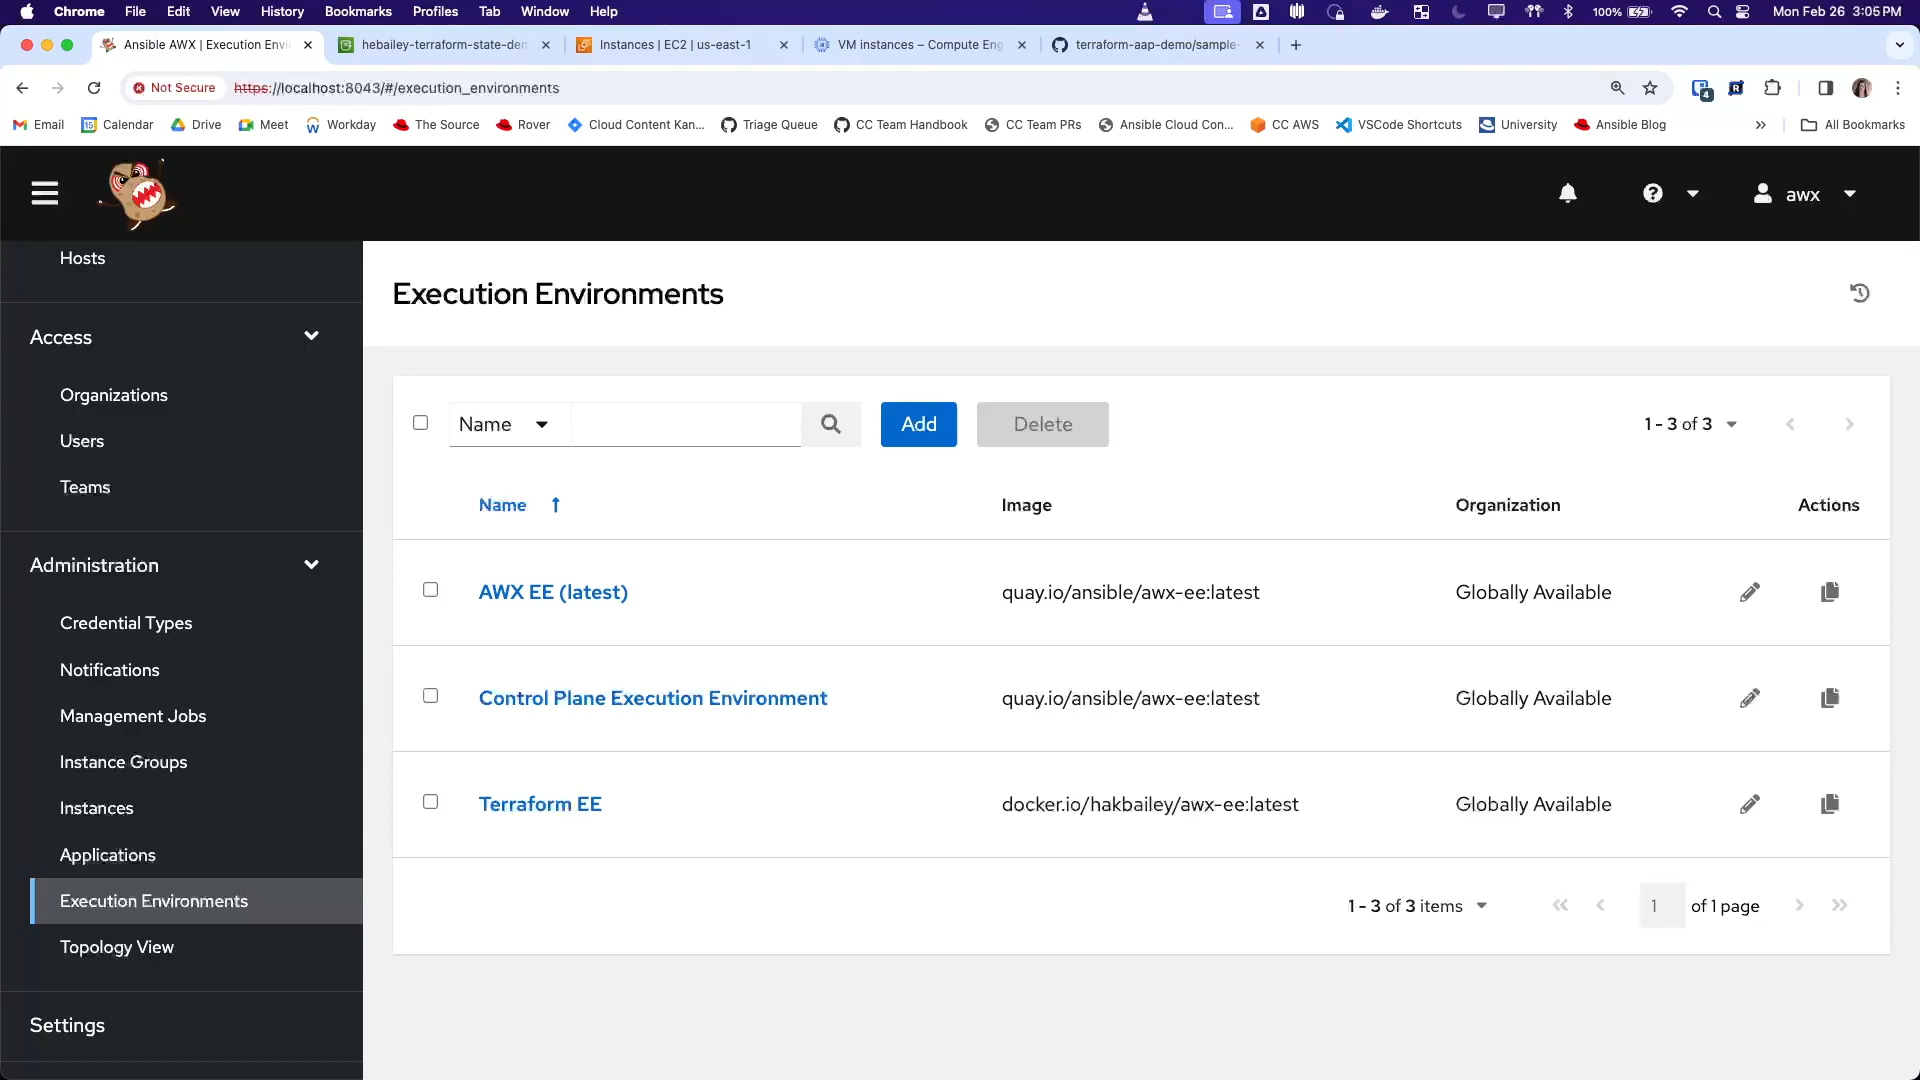 Chrome File Edit View History Bookmarks Profiles Tab Window Help 100% Mon Feb 26 3:05 PM
Ansible AWX | Execution Envi hebailey-terraform-state-den Instances | EC2 | us-east-1 VM instances – Compute Eng terraform-aap-demo/sample-
Not Secure https://localhost:8043/#/execution_environments 4
Email Calendar Drive Meet Workday The Source Rover Cloud Content Kan... Triage Queue CC Team Handbook CC Team PRs Ansible Cloud Con... CC AWS VSCode Shortcuts University Ansible Blog » All Bookmarks
awx
Hosts
Access
Organizations
Users
Teams
Administration
Credential Types
Notifications
Management Jobs
Instance Groups
Instances
Applications
Execution Environments
Topology View
Settings
Execution Environments
Name Add Delete 1 - 3 of 3
Name Image Organization Actions
AWX EE (latest) quay.io/ansible/awx-ee:latest Globally Available
Control Plane Execution Environment quay.io/ansible/awx-ee:latest Globally Available
Terraform EE docker.io/hakbailey/awx-ee:latest Globally Available
1 - 3 of 3 items 1 of 1 page